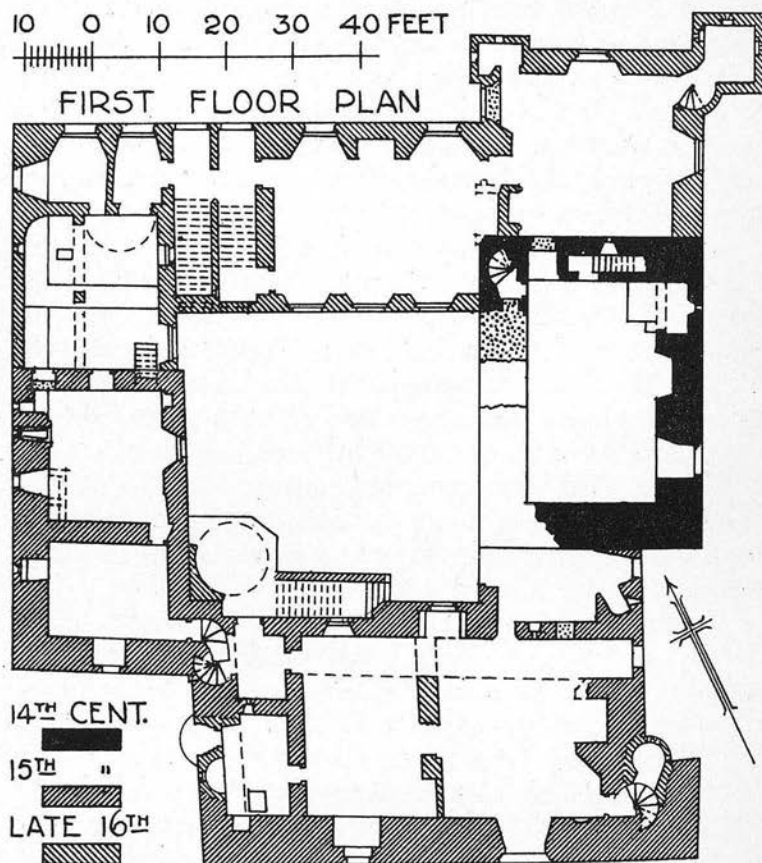 10 0 10 20 30 40 FEET
FIRST FLOOR PLAN
14TH CENT.
15TH "
LATE 16TH